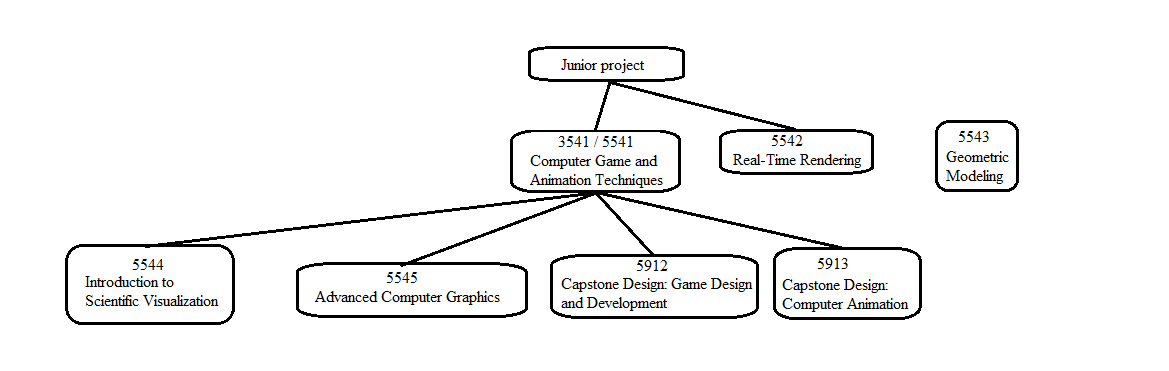 Junior project
3541 / 5541
Computer Game and
Animation Techniques
5542
Real-Time Rendering
5543
Geometric
Modeling
5544
Introduction to
Scientific Visualization
5545
Advanced Computer Graphics
5912
Capstone Design: Game Design
and Development
5913
Capstone Design:
Computer Animation